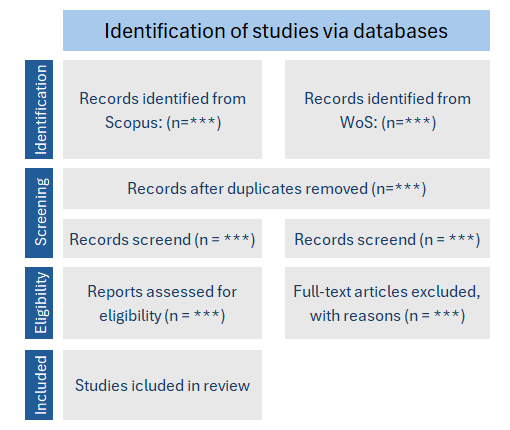 Identification of studies via databases
Identification
Records identified from
Scopus: (n=***)
Records identified from
WoS: (n=***)
Screening
Records after duplicates removed (n=***)
Records screend (n = ***)
Records screend (n = ***)
Eligibility
Reports assessed for
eligibility (n = ***)
Full-text articles excluded,
with reasons (n = ***)
Included
Studies icluded in review